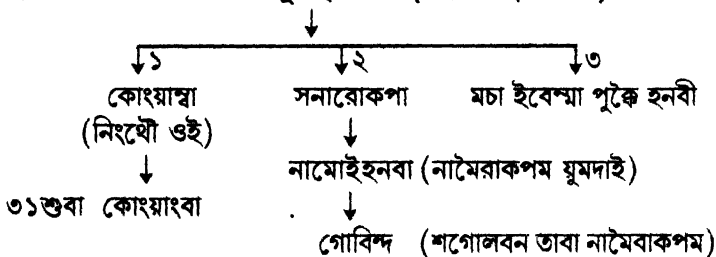 ১ ২ ৩
কোংয়াম্বা সনারোকপা মচা ইবেম্মা পুক্কৈ হনবী
(নিংথৌ ওই)
নামোইহনবা (নামৈরাকপম য়ুমদাই)
৩১শুবা কোংয়াংবা
গোবিন্দ (শগোলবন তাবা নামৈবাকপম)